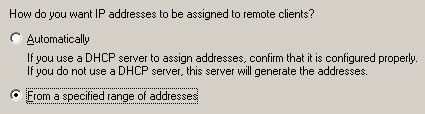 How do you want IP addresses to be assigned to remote clients?
Automatically
If you use a DHCP server to assign addresses, confirm that it is configured properly.
If you do not use a DHCP server, this server will generate the addresses.
From a specified range of addresses